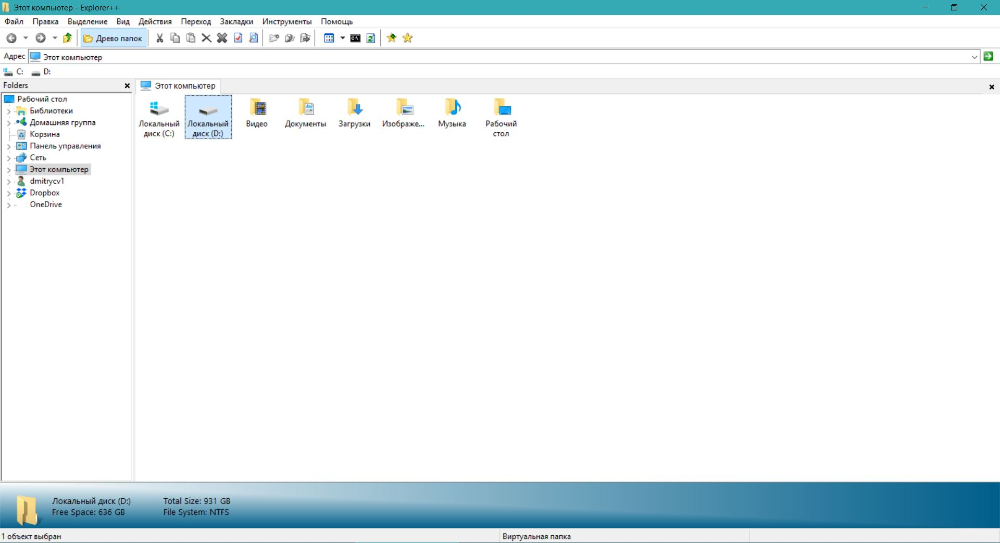 Этот компьютер - Explorer++
Файл Правка Выделение Вид Действия Переход Закладки Инструменты Помощь
Древо папок
Адрес Этот компьютер
C: D:
Folders
Этот компьютер
Рабочий стол
Библиотеки
Домашняя группа
Корзина
Панель управления
Сеть
Этот компьютер
dmitrycv1
Dropbox
OneDrive
Локальный
диск (C:)
Локальный
диск (D:)
Видео
Документы
Загрузки
Изображе...
Музыка
Рабочий
стол
Локальный диск (D:) Total Size: 931 GB
Free Space: 636 GB File System: NTFS
1 объект выбран Виртуальная папка